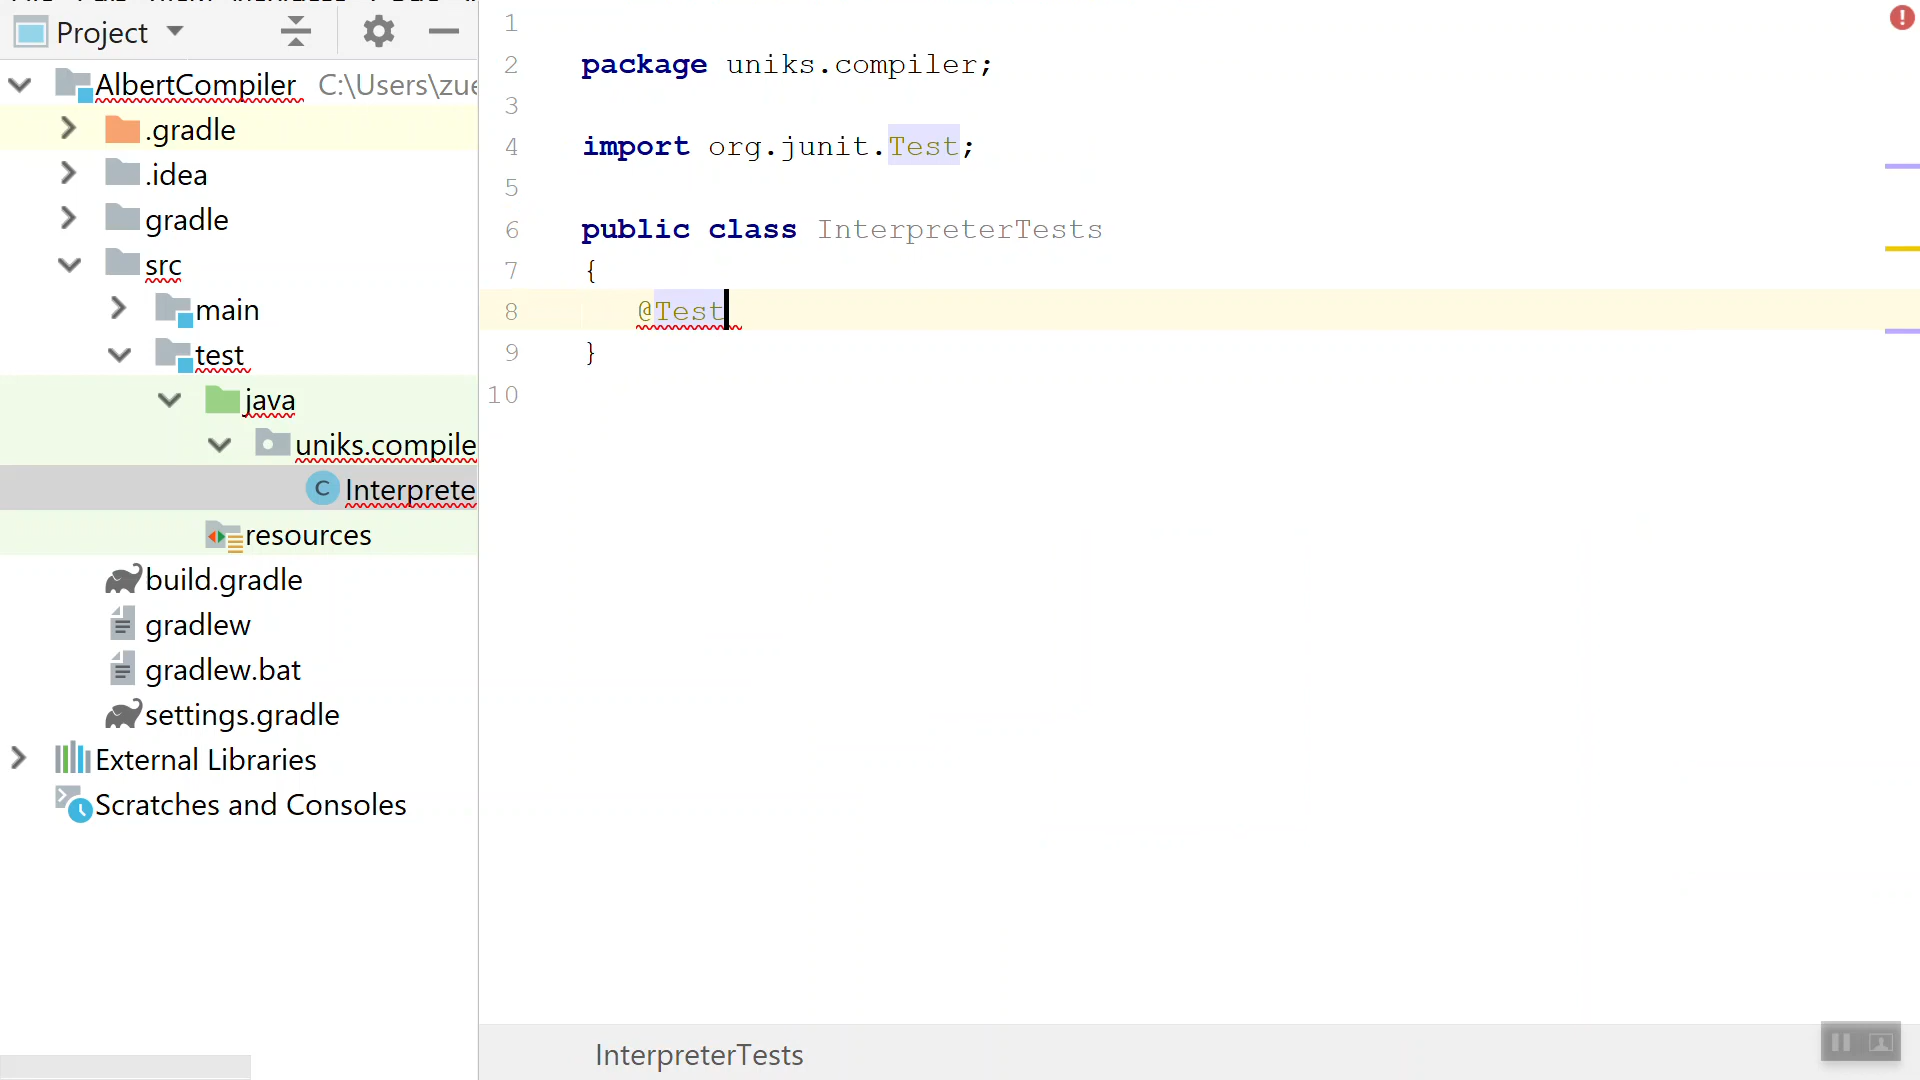 Project
AlbertCompiler C:\Users\zue
.gradle
.idea
gradle
src
main
test
java
uniks.compile
Interprete
resources
build.gradle
gradlew
gradlew.bat
settings.gradle
External Libraries
Scratches and Consoles
1
2 package uniks.compiler;
3
4 import org.junit.Test;
5
6 public class InterpreterTests
7 {
8 @Test
9 }
10
InterpreterTests